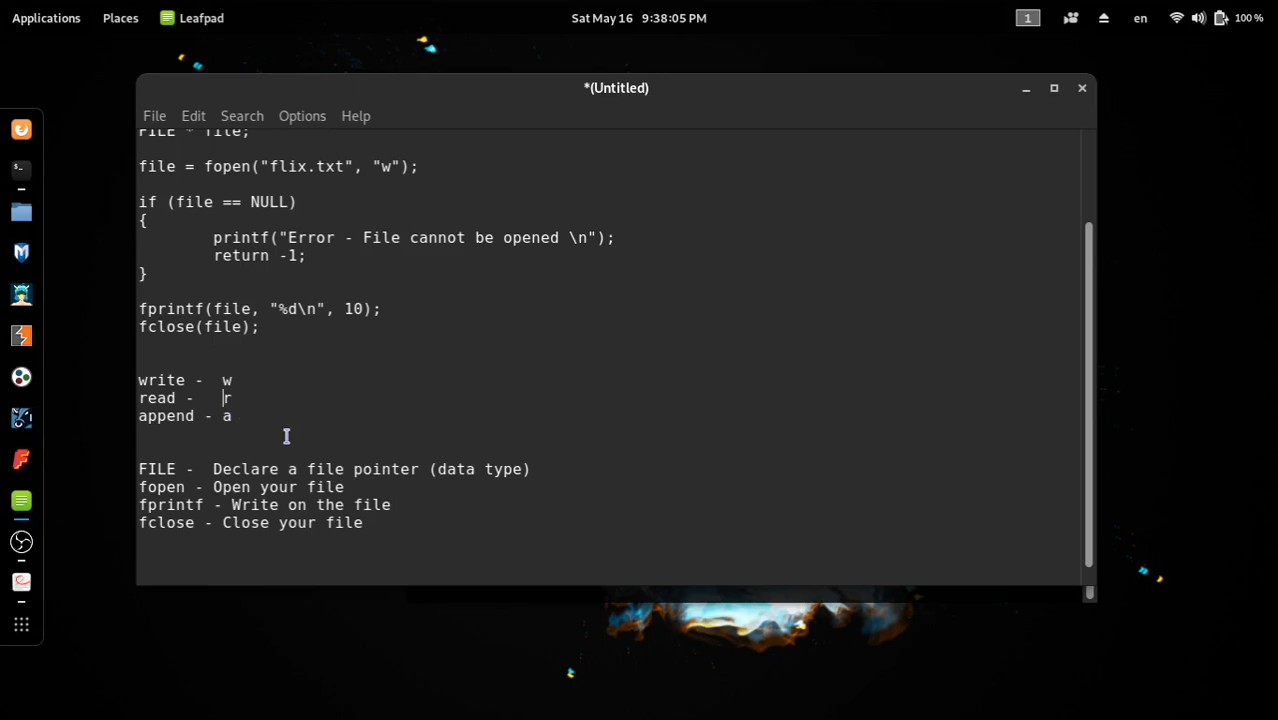 Applications Places Leafpad Sat May 16 9:38:05 PM 1 en 100 %
*(Untitled)
File Edit Search Options Help
FILE * file;
file = fopen("flix.txt", "w");
if (file == NULL)
{
printf("Error - File cannot be opened \n");
return -1;
}
fprintf(file, "%d\n", 10);
fclose(file);
write - w
read - r
append - a
FILE - Declare a file pointer (data type)
fopen - Open your file
fprintf - Write on the file
fclose - Close your file